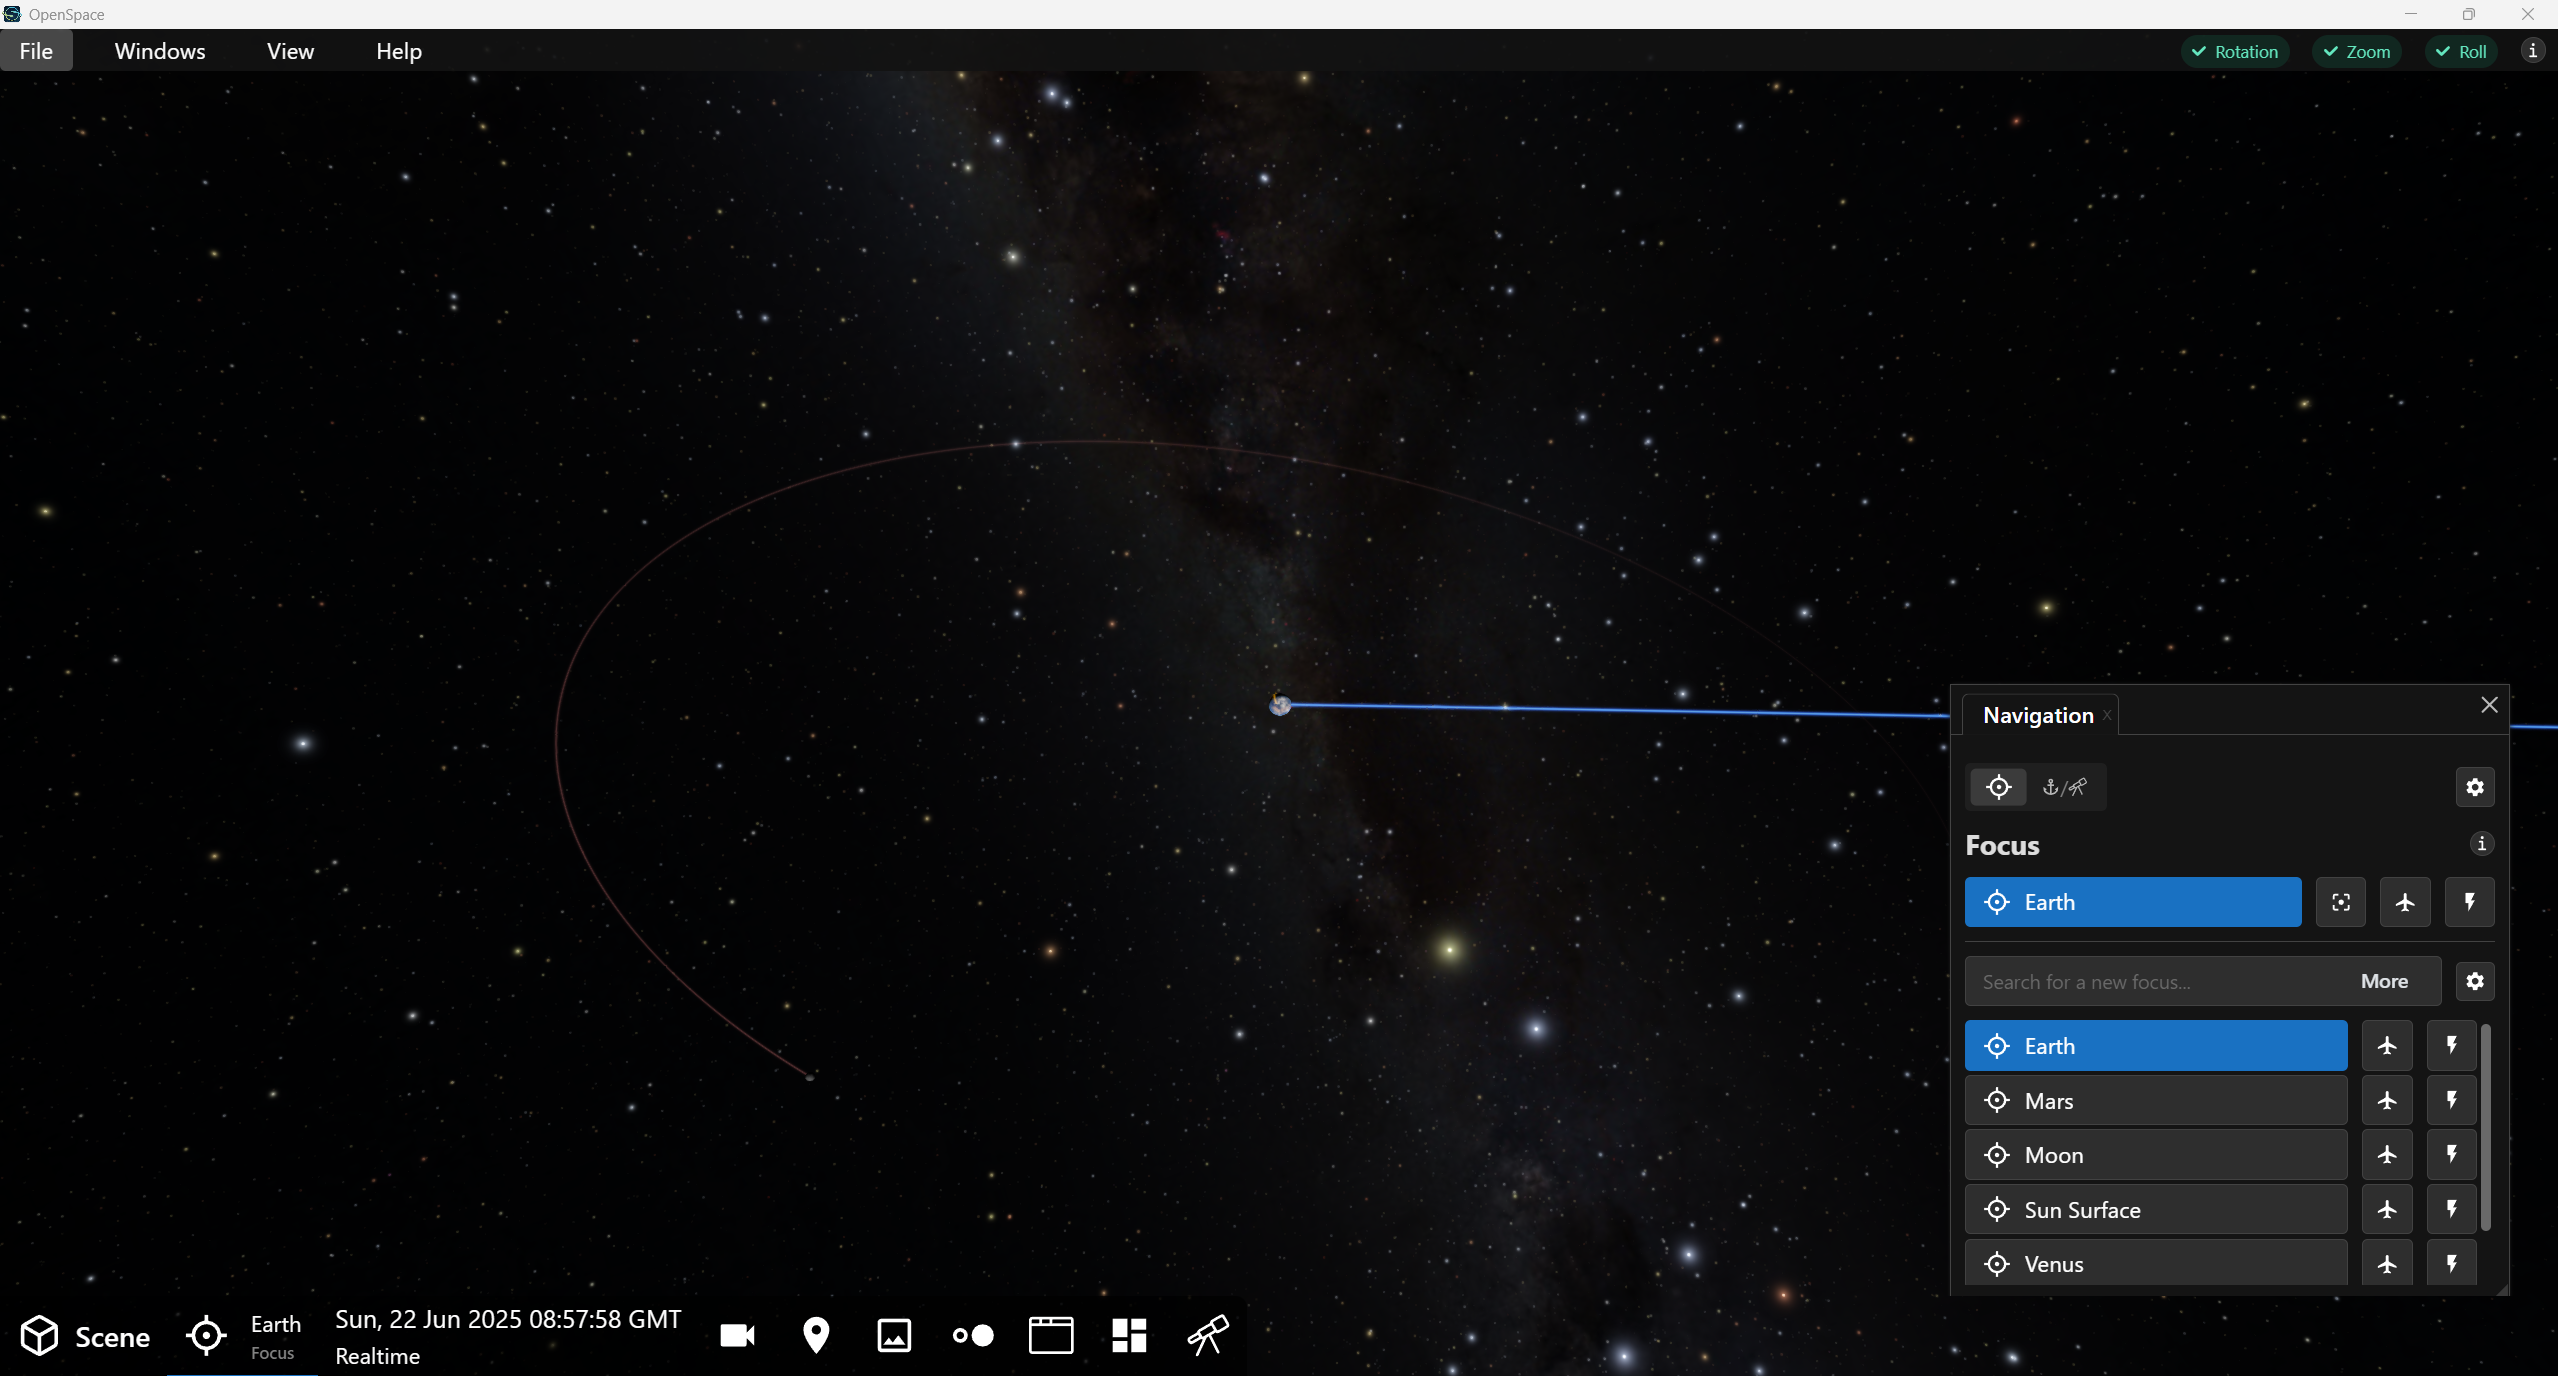 OpenSpace
File Windows View Help Rotation Zoom Roll
Navigation
Focus
Earth
Search for a new focus... More
Earth
Mars
Moon
Sun Surface
Venus
Scene
Earth
Focus
Sun, 22 Jun 2025 08:57:58 GMT
Realtime